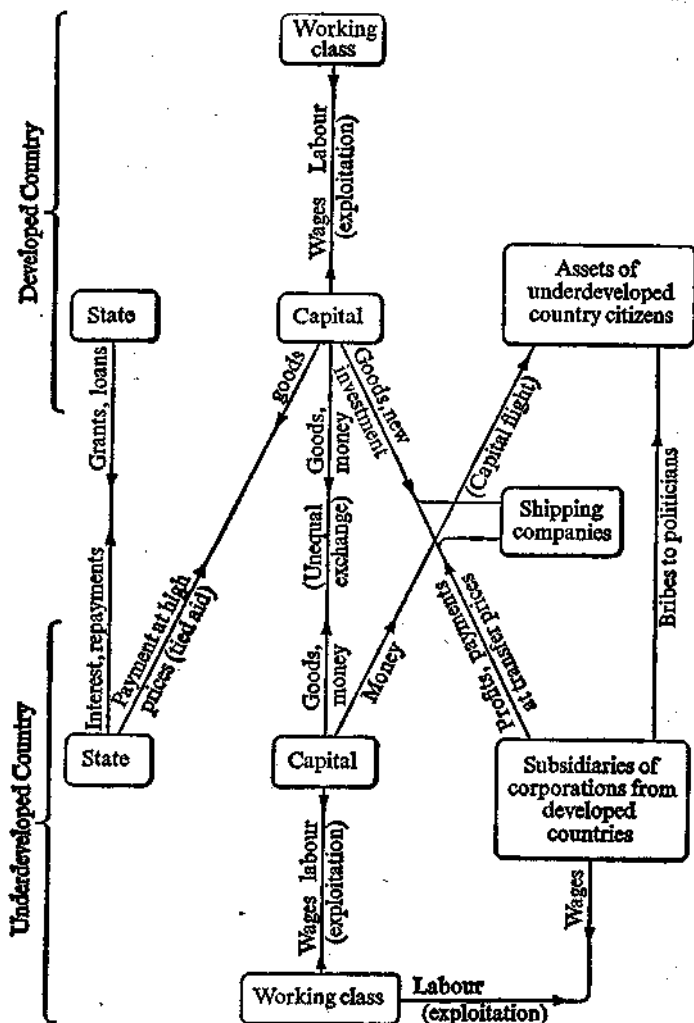 Developed Country
Underdeveloped Country
Working
class
Wages Labour
(exploitation)
State
Capital
Assets of
underdeveloped
country citizens
Grants, loans
Interest, repayments
goods
Payment at high
prices (tied aid)
Goods,
money
(Unequal
exchange)
Goods,
money
Goods, new
investment
(Capital flight)
Money
Shipping
companies
Profits, payments
at transfer prices
Bribes to politicians
State
Capital
Subsidiaries of
corporations from
developed
countries
Wages labour
(exploitation)
Wages
Working class
Labour
(exploitation)